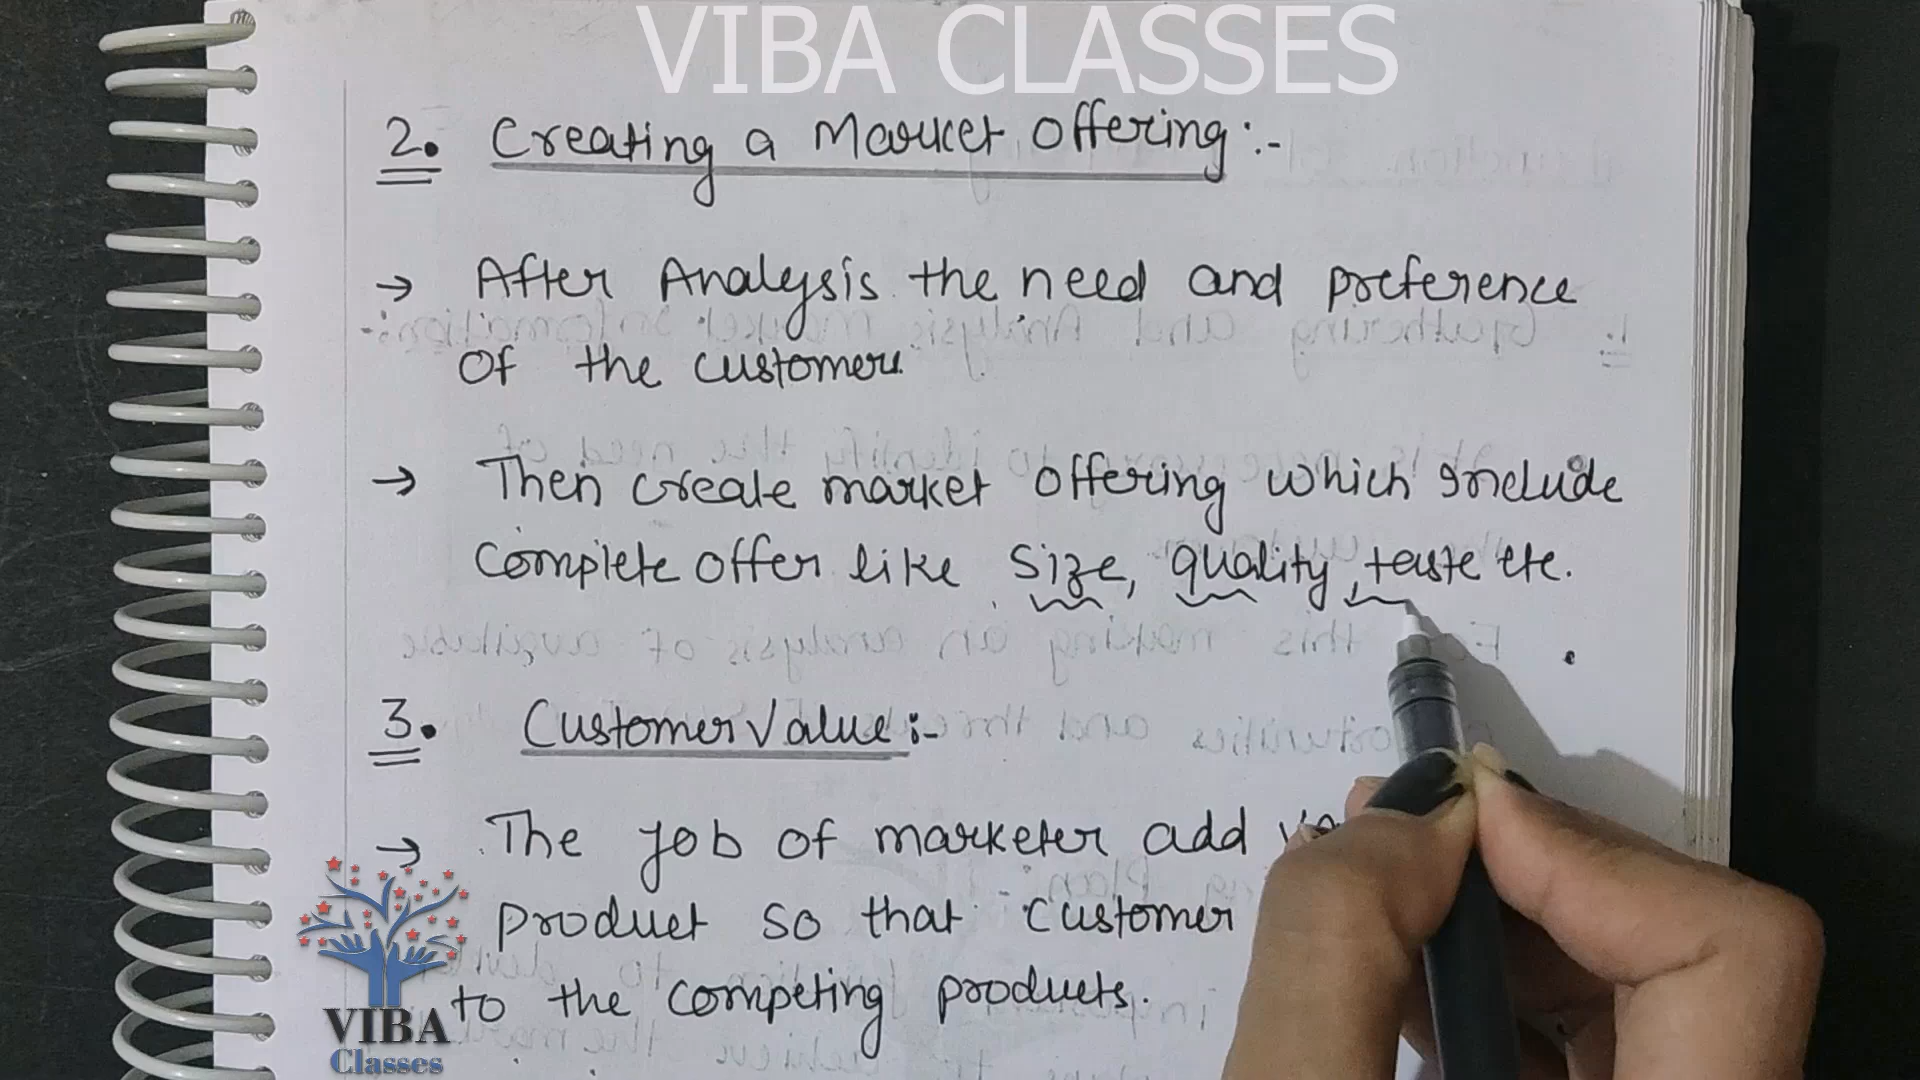 VIBA CLASSES
2. Creating a Market Offering :-
→ After Analysis the need and preference
Of the customers.
→ Then create market offering which Include
Complete offer like Size, quality, taste etc.
3. Customer Value :-
→ The job of marketer add
product so that customer
to the competing products.
VIBA
Classes